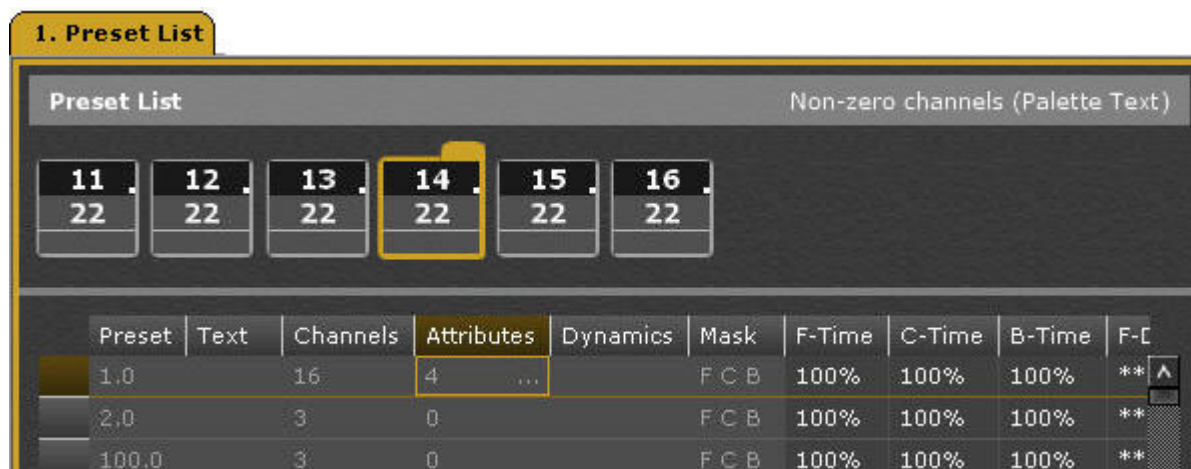 1. Preset List
Preset List Non-zero channels (Palette Text)
11 . 12 . 13 . 14 . 15 . 16 .
22 22 22 22 22 22
Preset Text Channels Attributes Dynamics Mask F-Time C-Time B-Time
1.0 16 4 ... F C B 100% 100% 100% **
2.0 3 0 F C B 100% 100% 100% **
100.0 3 0 F C B 100% 100% 100% **